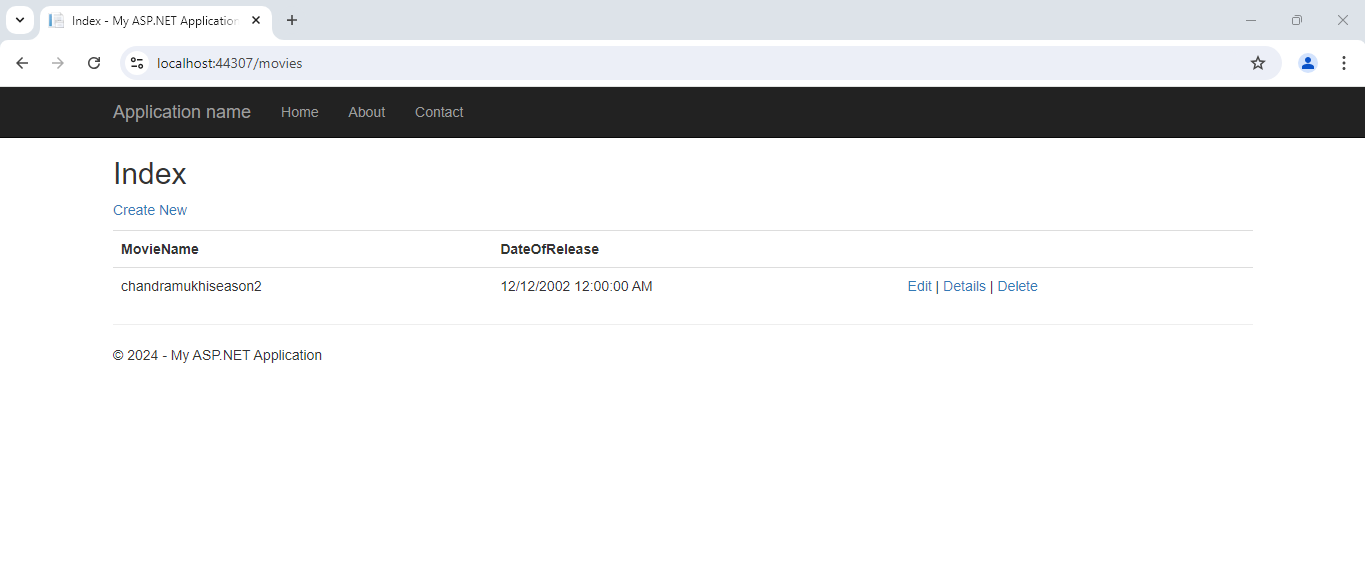 Index - My ASP.NET Application
localhost:44307/movies
Application name Home About Contact
Index
Create New
MovieName DateOfRelease
chandramukhiseason2 12/12/2002 12:00:00 AM Edit | Details | Delete
© 2024 - My ASP.NET Application